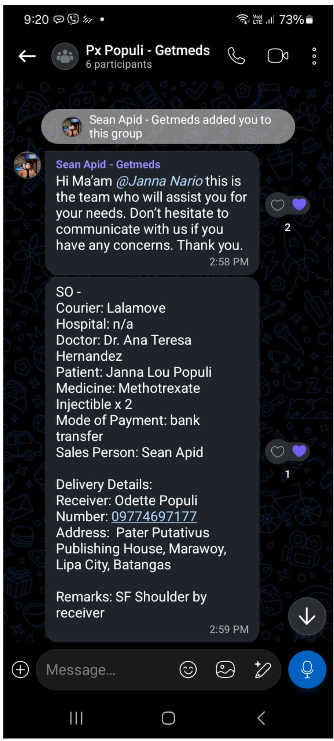 9:20
73%
Px Populi - Getmeds
6 participants
Sean Apid - Getmeds added you to
this group
Sean Apid - Getmeds
Hi Ma'am @Janna Nario this is
the team who will assist you for
your needs. Don't hesitate to
communicate with us if you
have any concerns. Thank you.
2:58 PM
2
SO -
Courier: Lalamove
Hospital: n/a
Doctor: Dr. Ana Teresa
Hernandez
Patient: Janna Lou Populi
Medicine: Methotrexate
Injectible x 2
Mode of Payment: bank
transfer
Sales Person: Sean Apid
1
Delivery Details:
Receiver: Odette Populi
Number: 09774697177
Address:  Pater Putativus
Publishing House, Marawoy,
Lipa City, Batangas
Remarks: SF Shoulder by
receiver
2:59 PM
Message...